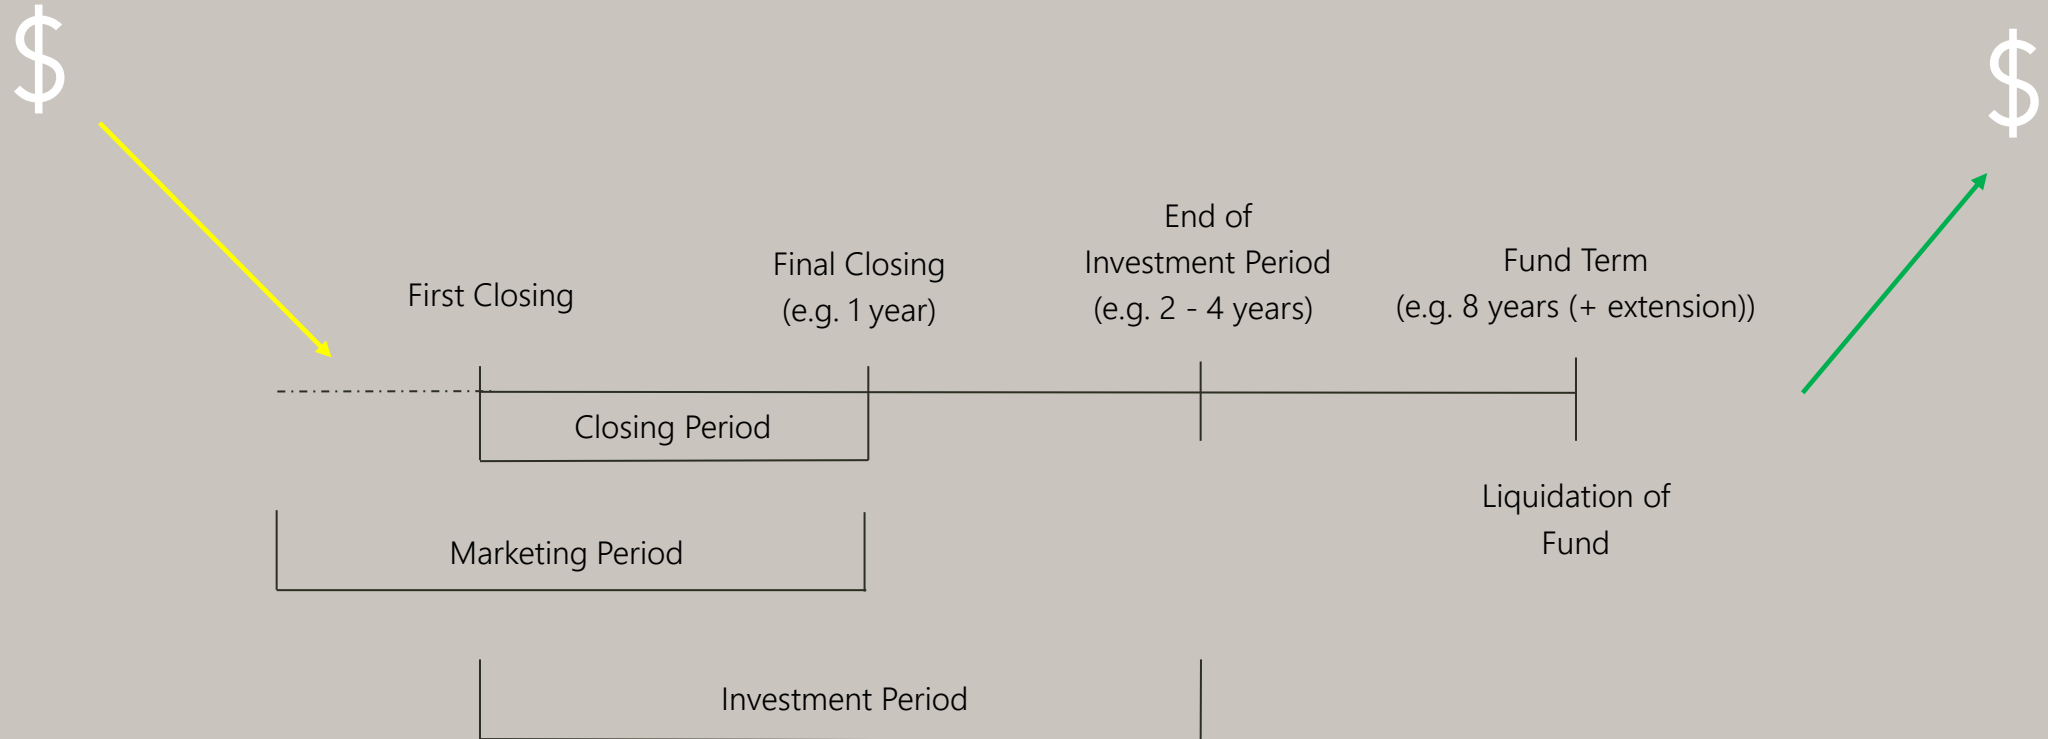 $
$
First Closing
Final Closing
(e.g. 1 year)
End of
Investment Period
(e.g. 2 - 4 years)
Fund Term
(e.g. 8 years (+ extension))
Closing Period
Liquidation of
Fund
Marketing Period
Investment Period